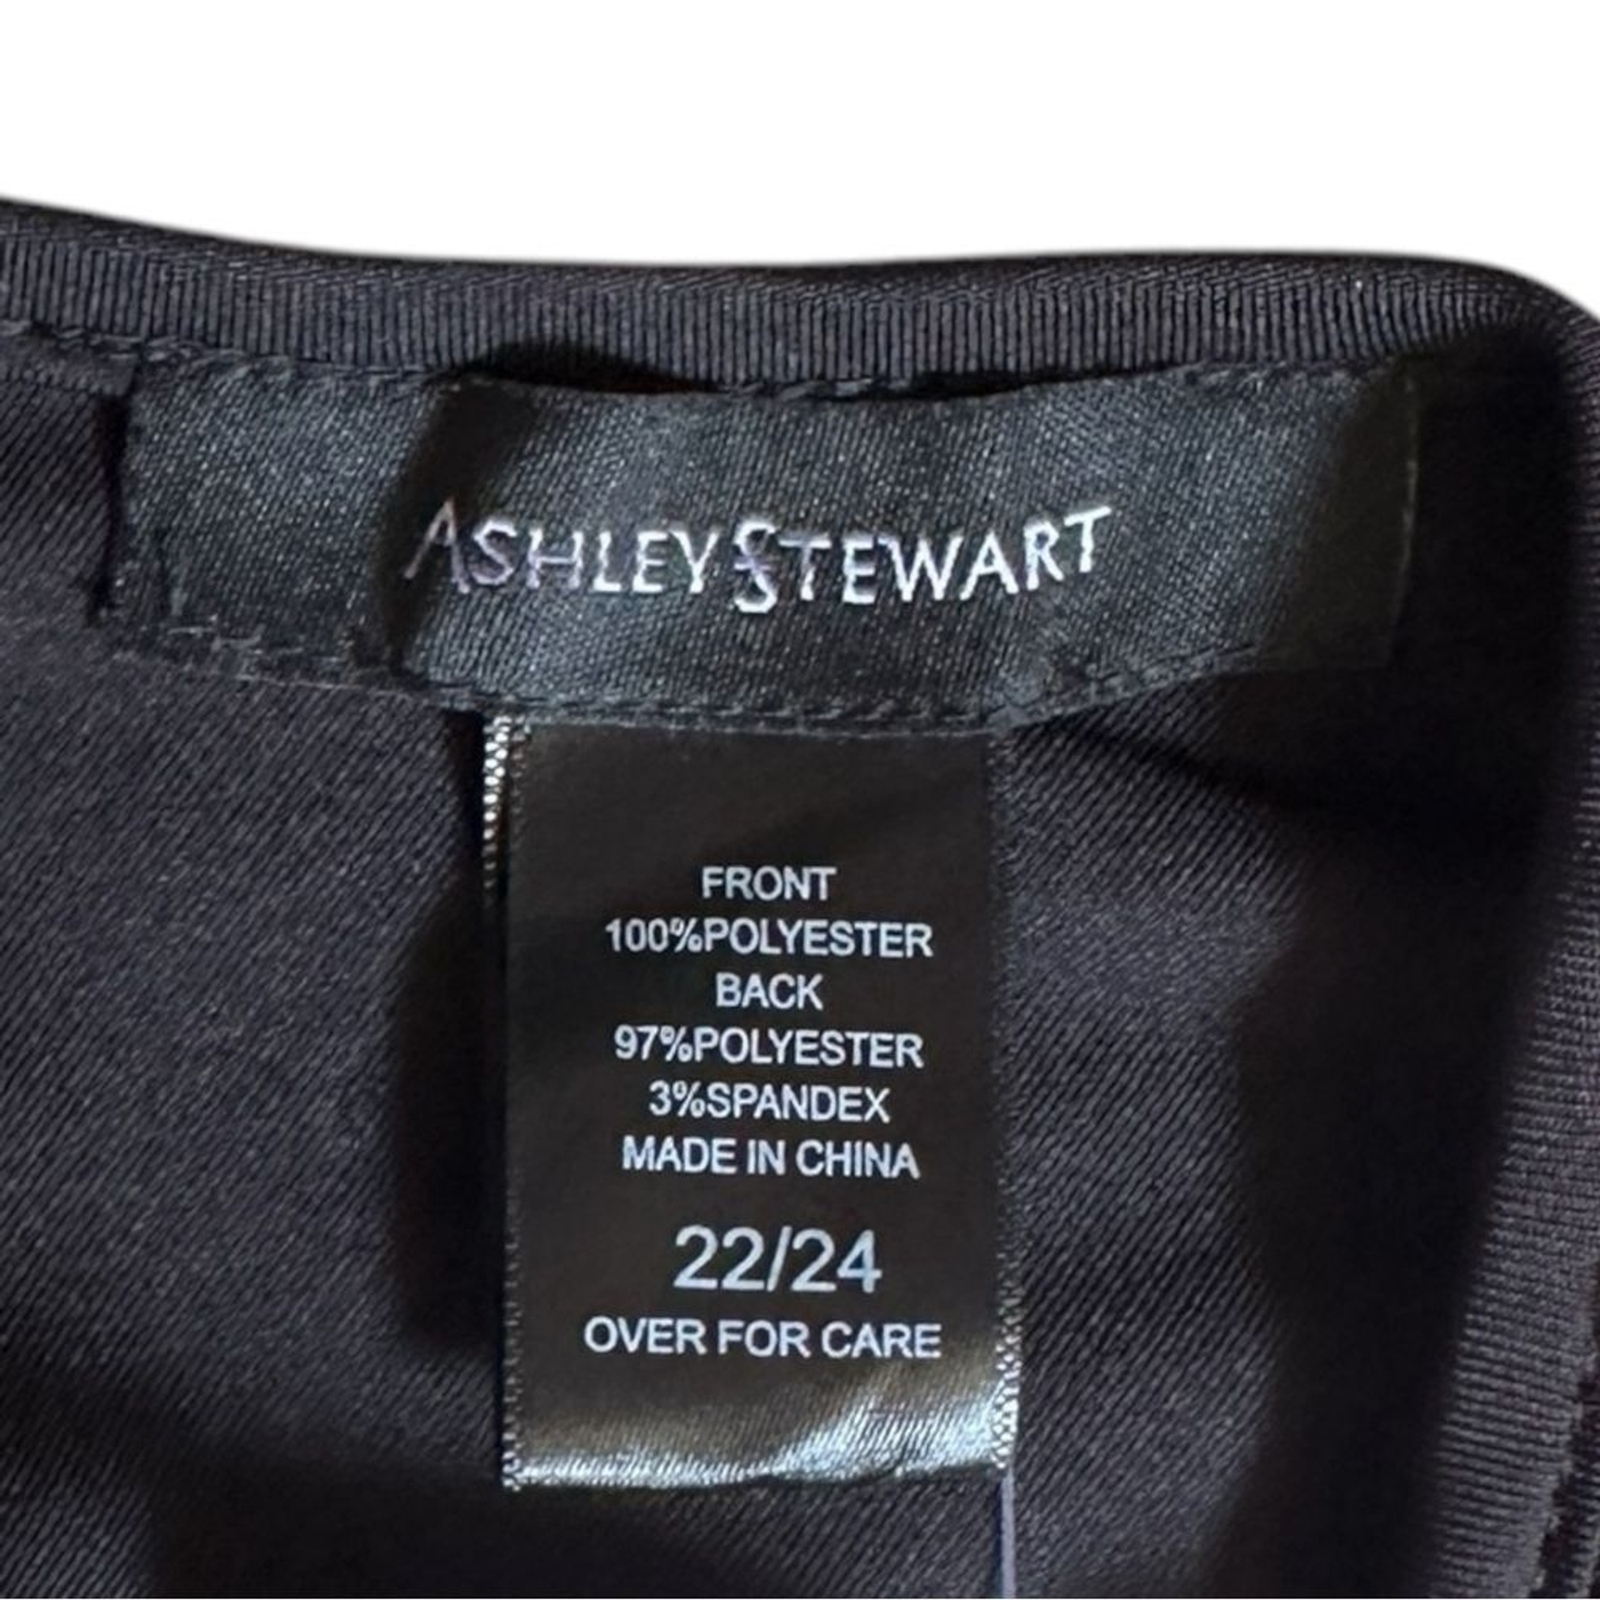 ASHLEY STEWART
FRONT
100%POLYESTER
BACK
97%POLYESTER
3%SPANDEX
MADE IN CHINA
22/24
OVER FOR CARE